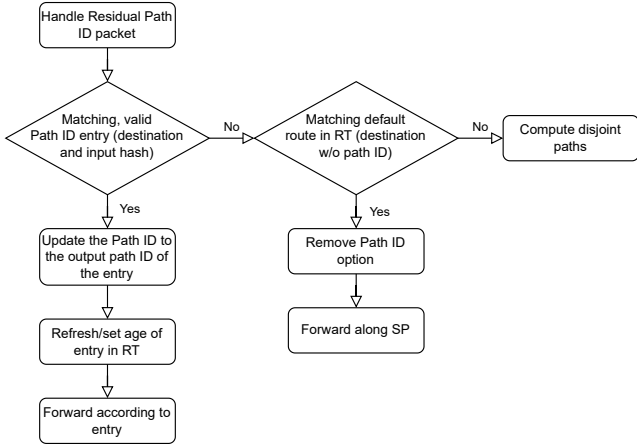 Handle Residual Path
ID packet
Matching, valid
Path ID entry (destination
and input hash)
No
Matching default
route in RT (destination
w/o path ID)
No
Compute disjoint
paths
Yes
Update the Path ID to
the output path ID of
the entry
Refresh/set age of
entry in RT
Forward according to
entry
Yes
Remove Path ID
option
Forward along SP